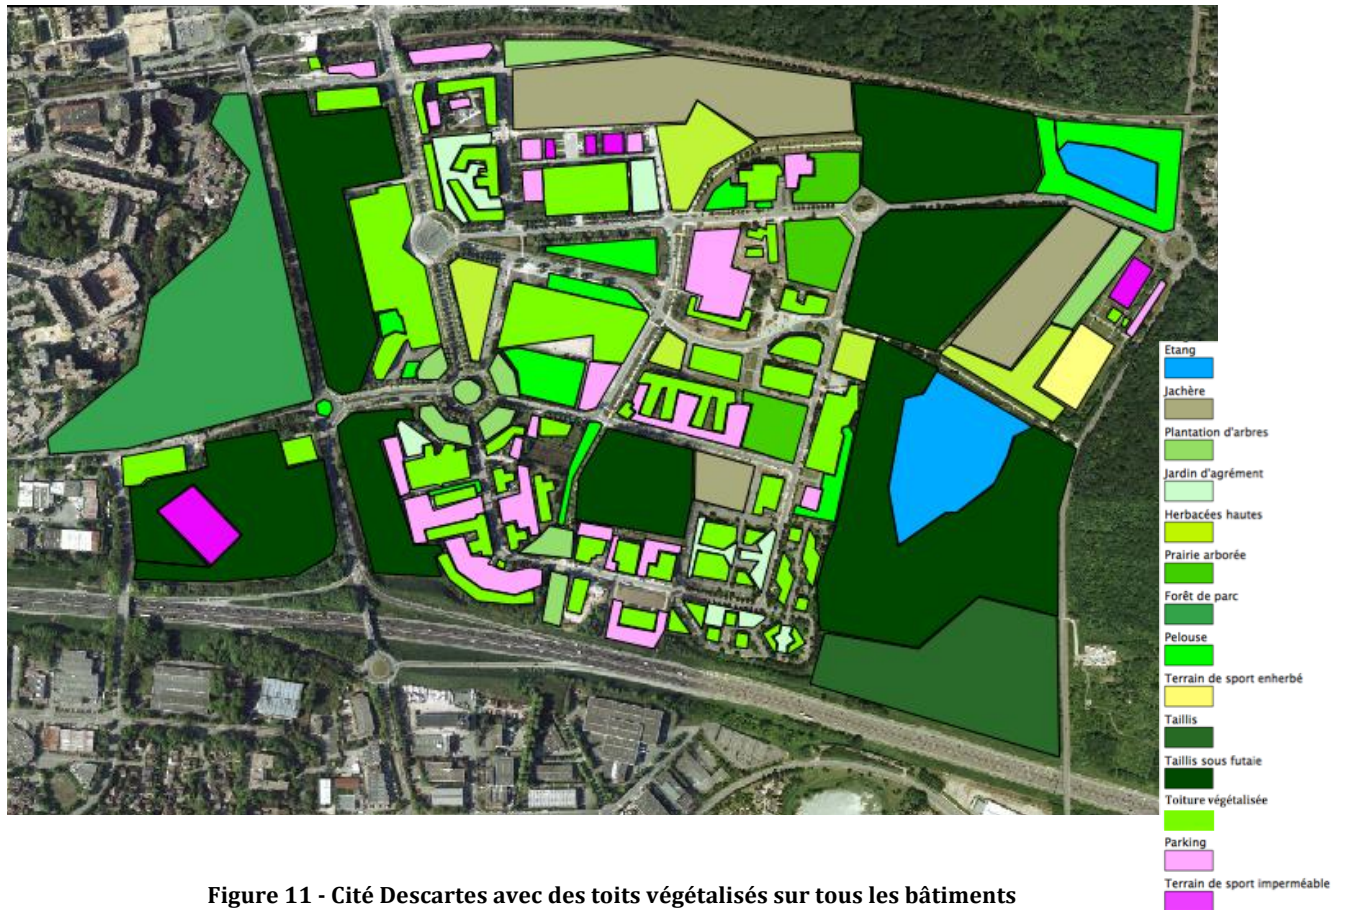 Etang
Jachère
Plantation d'arbres
Jardin d'agrément
Herbacées hautes
Prairie arborée
Forêt de parc
Pelouse
Terrain de sport enherbé
Taillis
Taillis sous futaie
Toiture végétalisée
Parking
Terrain de sport imperméable
Figure 11 - Cité Descartes avec des toits végétalisés sur tous les bâtiments